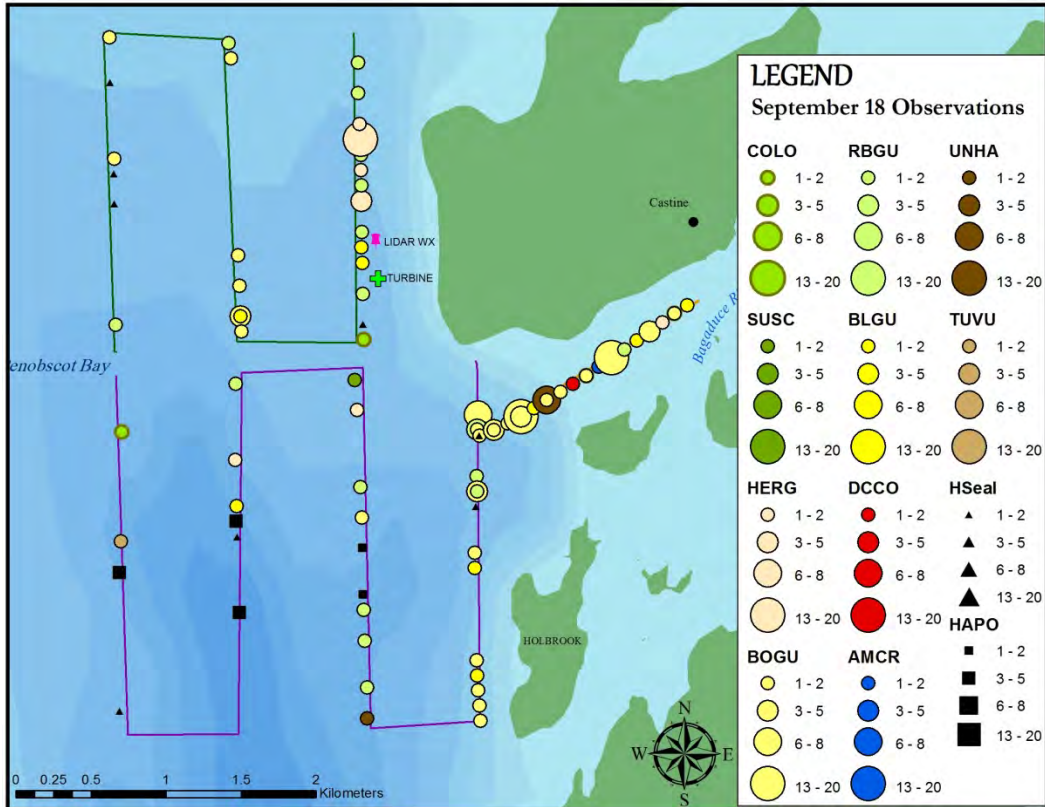 LEGEND
September 18 Observations
COLO RBGU UNHA
1 - 2 1 - 2 1 - 2
3 - 5 3 - 5 3 - 5
6 - 8 6 - 8 6 - 8
13 - 20 13 - 20 13 - 20
SUSC BLGU TUVU
1 - 2 1 - 2 1 - 2
3 - 5 3 - 5 3 - 5
6 - 8 6 - 8 6 - 8
13 - 20 13 - 20 13 - 20
HERG DCCO HSeal
1 - 2 1 - 2 1 - 2
3 - 5 3 - 5 3 - 5
6 - 8 6 - 8 6 - 8
13 - 20 13 - 20 13 - 20
BOGU AMCR HAPO
1 - 2 1 - 2 1 - 2
3 - 5 3 - 5 3 - 5
6 - 8 6 - 8 6 - 8
13 - 20 13 - 20 13 - 20
Castine
LIDAR WX
TURBINE
Bagaduce R
enobscot Bay
HOLBROOK
N
W E
S
0 0.25 0.5 1 1.5 2
Kilometers